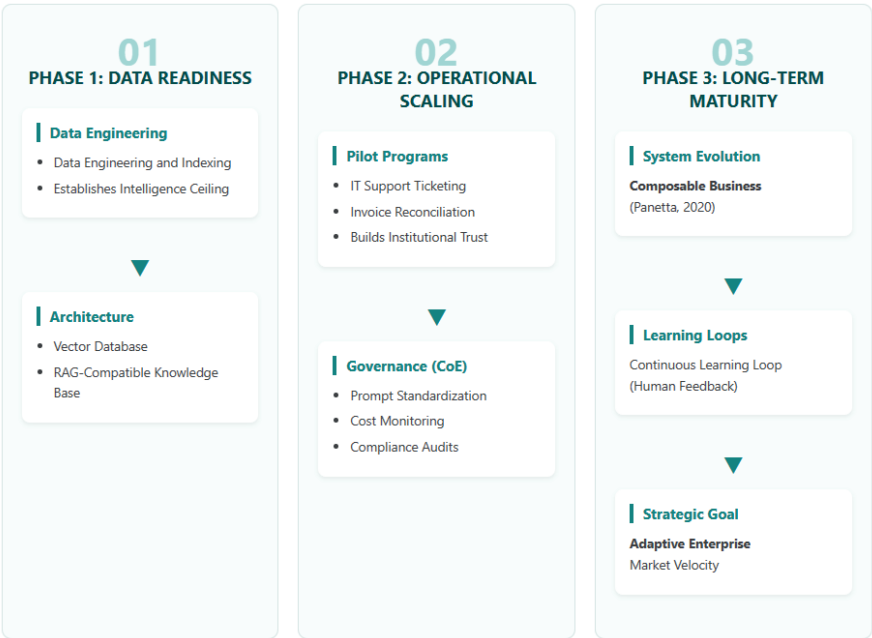 01
PHASE 1: DATA READINESS
Data Engineering
Data Engineering and Indexing
Establishes Intelligence Ceiling
Architecture
Vector Database
RAG-Compatible Knowledge
Base
02
PHASE 2: OPERATIONAL
SCALING
Pilot Programs
IT Support Ticketing
Invoice Reconciliation
Builds Institutional Trust
Governance (CoE)
Prompt Standardization
Cost Monitoring
Compliance Audits
03
PHASE 3: LONG-TERM
MATURITY
System Evolution
Composable Business
(Panetta, 2020)
Learning Loops
Continuous Learning Loop
(Human Feedback)
Strategic Goal
Adaptive Enterprise
Market Velocity